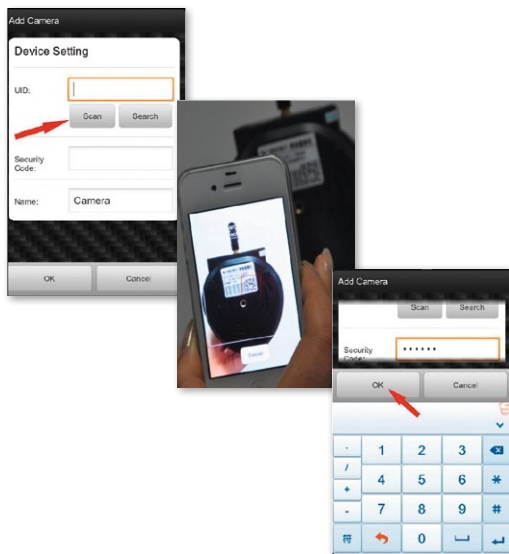 Add Camera
Device Setting
UID:
Scan Search
Security
Code:
Name: Camera
OK Cancel
Cancel
Add Camera
Scan Search
Security
Code:
OK Cancel
- 1 2 3
/ 4 5 6 *
+
- 7 8 9 #
符 0